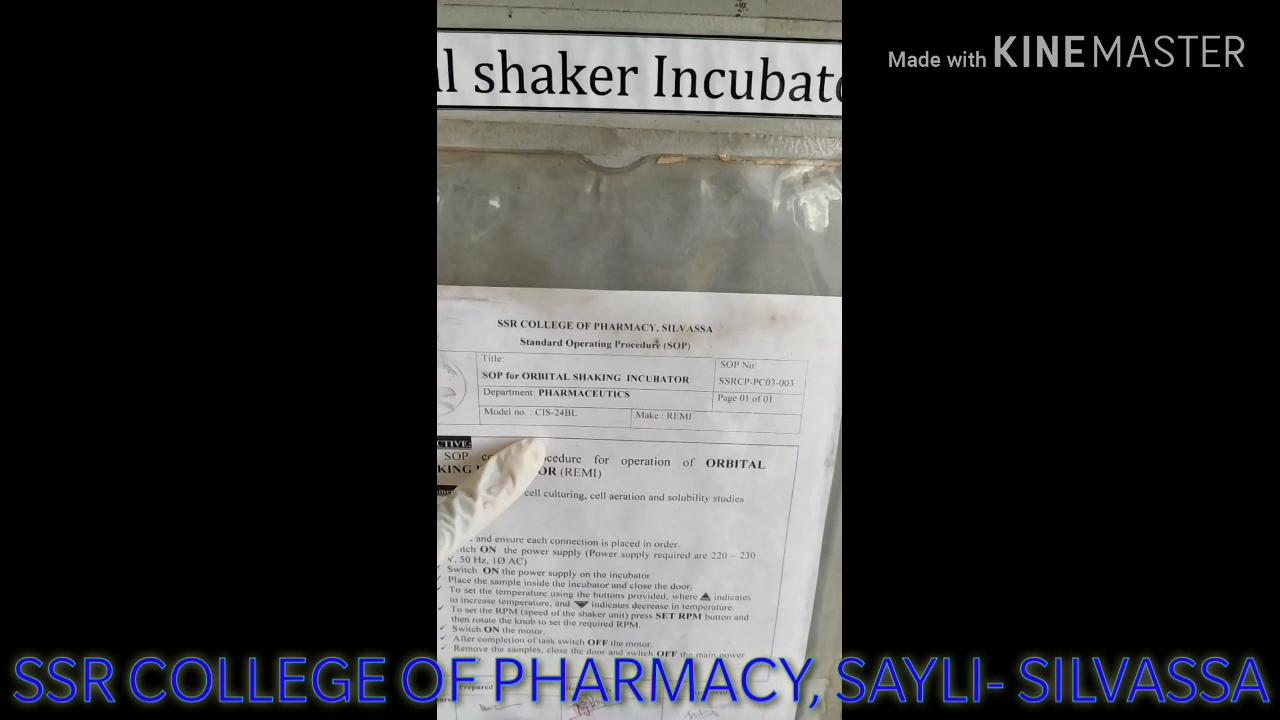 Made with KINEMASTER
l shaker Incubato
SSR COLLEGE OF PHARMACY, SILVASSA
Standard Operating Procedure (SOP)
Title:
SOP for ORBITAL SHAKING INCUBATOR
SOP No:
SSRCP-PC03-003
Department: PHARMACEUTICS
Page 01 of 01
Model no. : CIS-24BL
Make : REMI
CTIVE:
SOP ocedure for operation of ORBITAL
KING OR (REMI)
cell culturing, cell aeration and solubility studies
and ensure each connection is placed in order.
itch ON the power supply (Power supply required are 220 – 230
V, 50 Hz, 1Ø AC)
✓ Switch ON the power supply on the incubator
✓ Place the sample inside the incubator and close the door.
✓ To set the temperature using the buttons provided, where ▲ indicates
to increase temperature, and ▼ indicates decrease in temperature.
✓ To set the RPM (speed of the shaker unit) press SET RPM button and
then rotate the knob to set the required RPM.
✓ Switch ON the motor.
✓ After completion of task switch OFF the motor.
✓ Remove the samples, close the door and switch OFF the main power
SSR COLLEGE OF PHARMACY, SAYLI- SILVASSA
Prepared